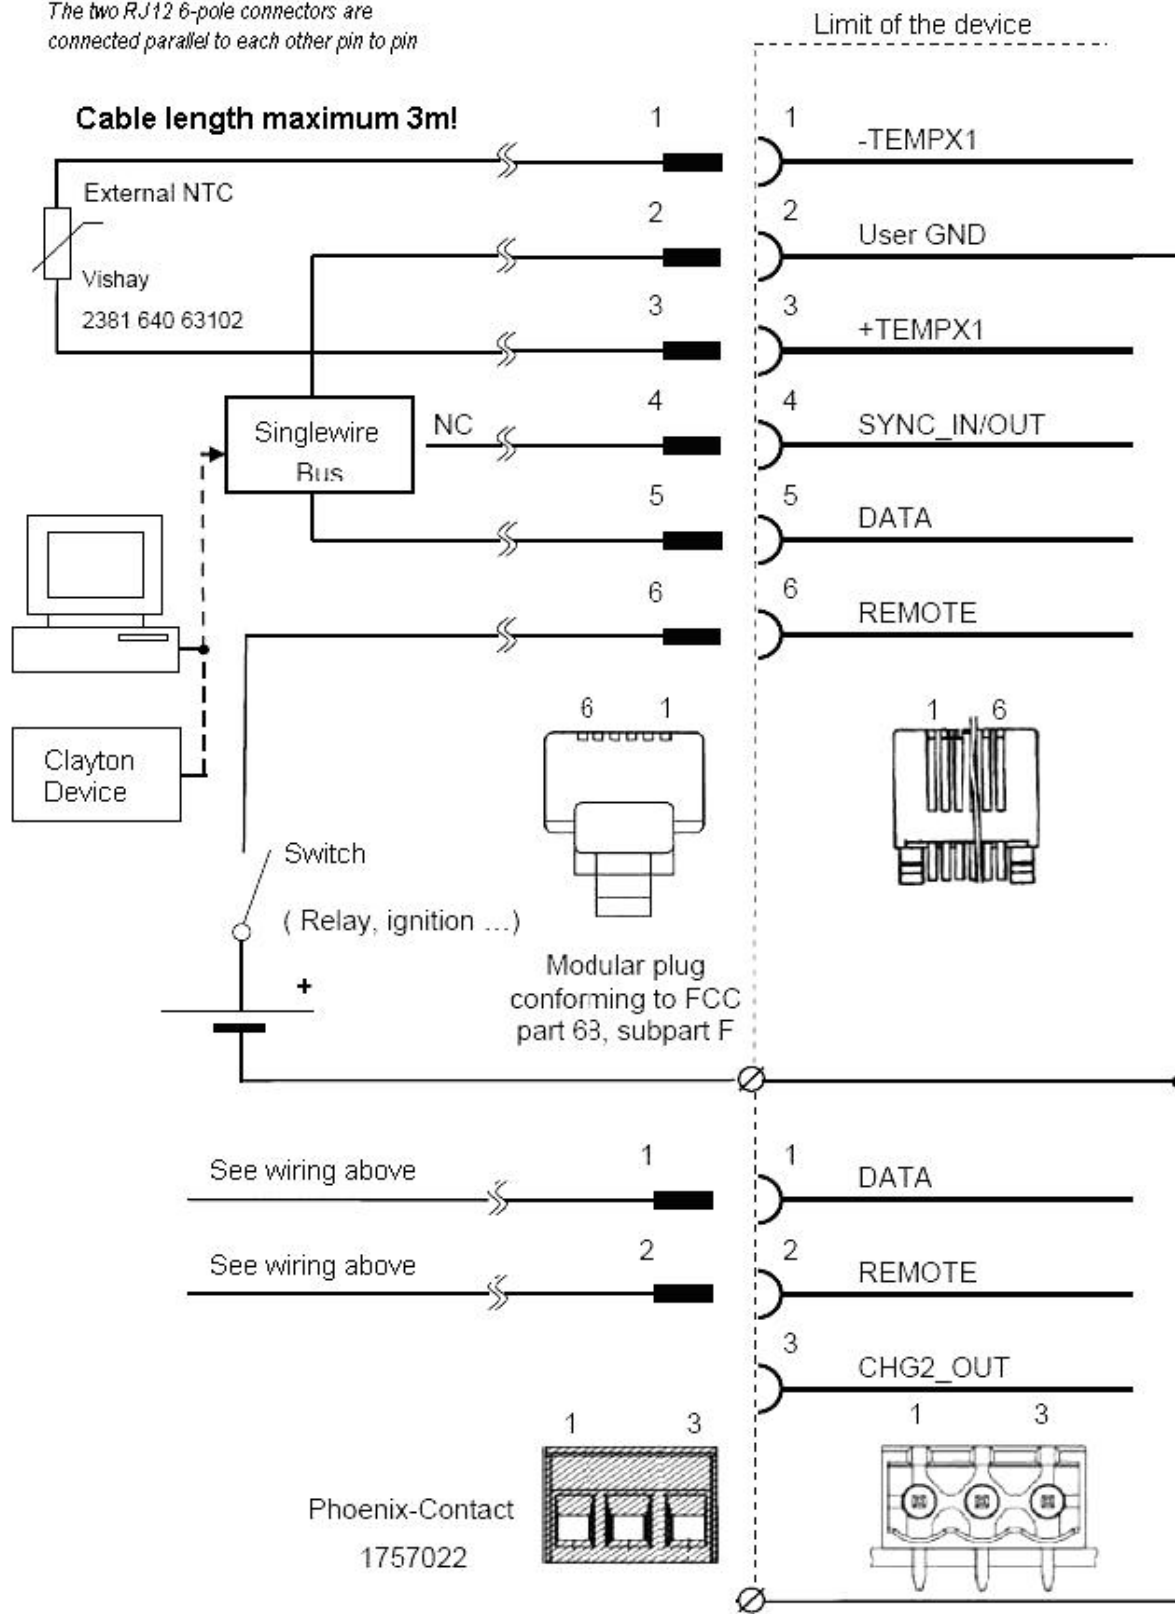 The two RJ12 6-pole connectors are
connected parallel to each other pin to pin
Limit of the device
Cable length maximum 3m!
1
1
-TEMPX1
External NTC
2
2
User GND
Vishay
2381 640 63102
3
3
+TEMPX1
Singlewire
Bus
NC
4
4
SYNC_IN/OUT
5
5
DATA
6
6
REMOTE
6 1
1 6
Clayton
Device
Switch
( Relay, ignition ...)
+
Modular plug
conforming to FCC
part 68, subpart F
See wiring above
1
1
DATA
See wiring above
2
2
REMOTE
3
CHG2_OUT
1 3
1 3
Phoenix-Contact
1757022